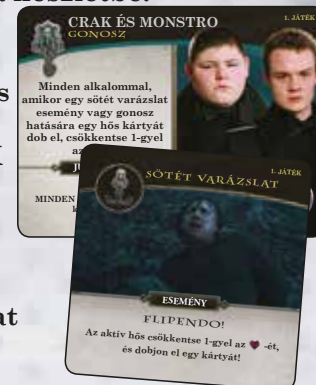 CRAK ÉS MONSTRO
GONOSZ
1. JÁTÉK
Minden alkalommal,
amikor egy sötét varázslat
esemény vagy gonosz
hatására egy hős kártyát
dob el, csökkentse 1-gyel
MINDEN
SÖTÉT VARÁZSLAT
1. JÁTÉK
ESEMÉNY
FLIPENDO!
Az aktív hős csökkentse 1-gyel az -ét,
és dobjon el egy kártyát!